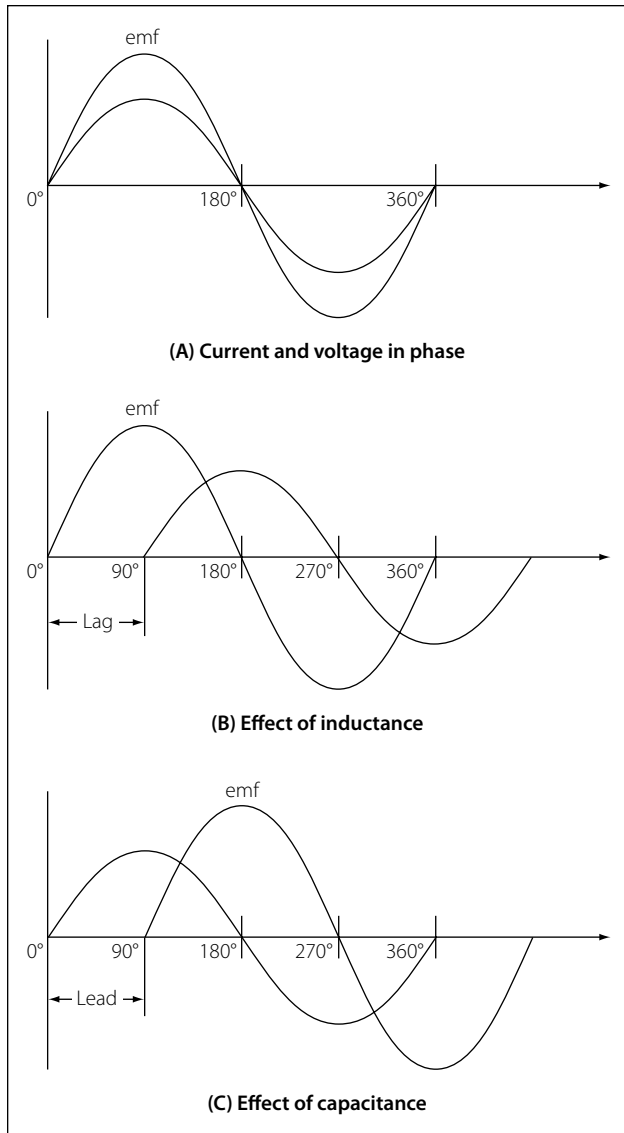 emf
0° 180° 360°
(A) Current and voltage in phase
emf
0° 90° 180° 270° 360°
Lag
(B) Effect of inductance
emf
0° 90° 180° 270° 360°
Lead
(C) Effect of capacitance